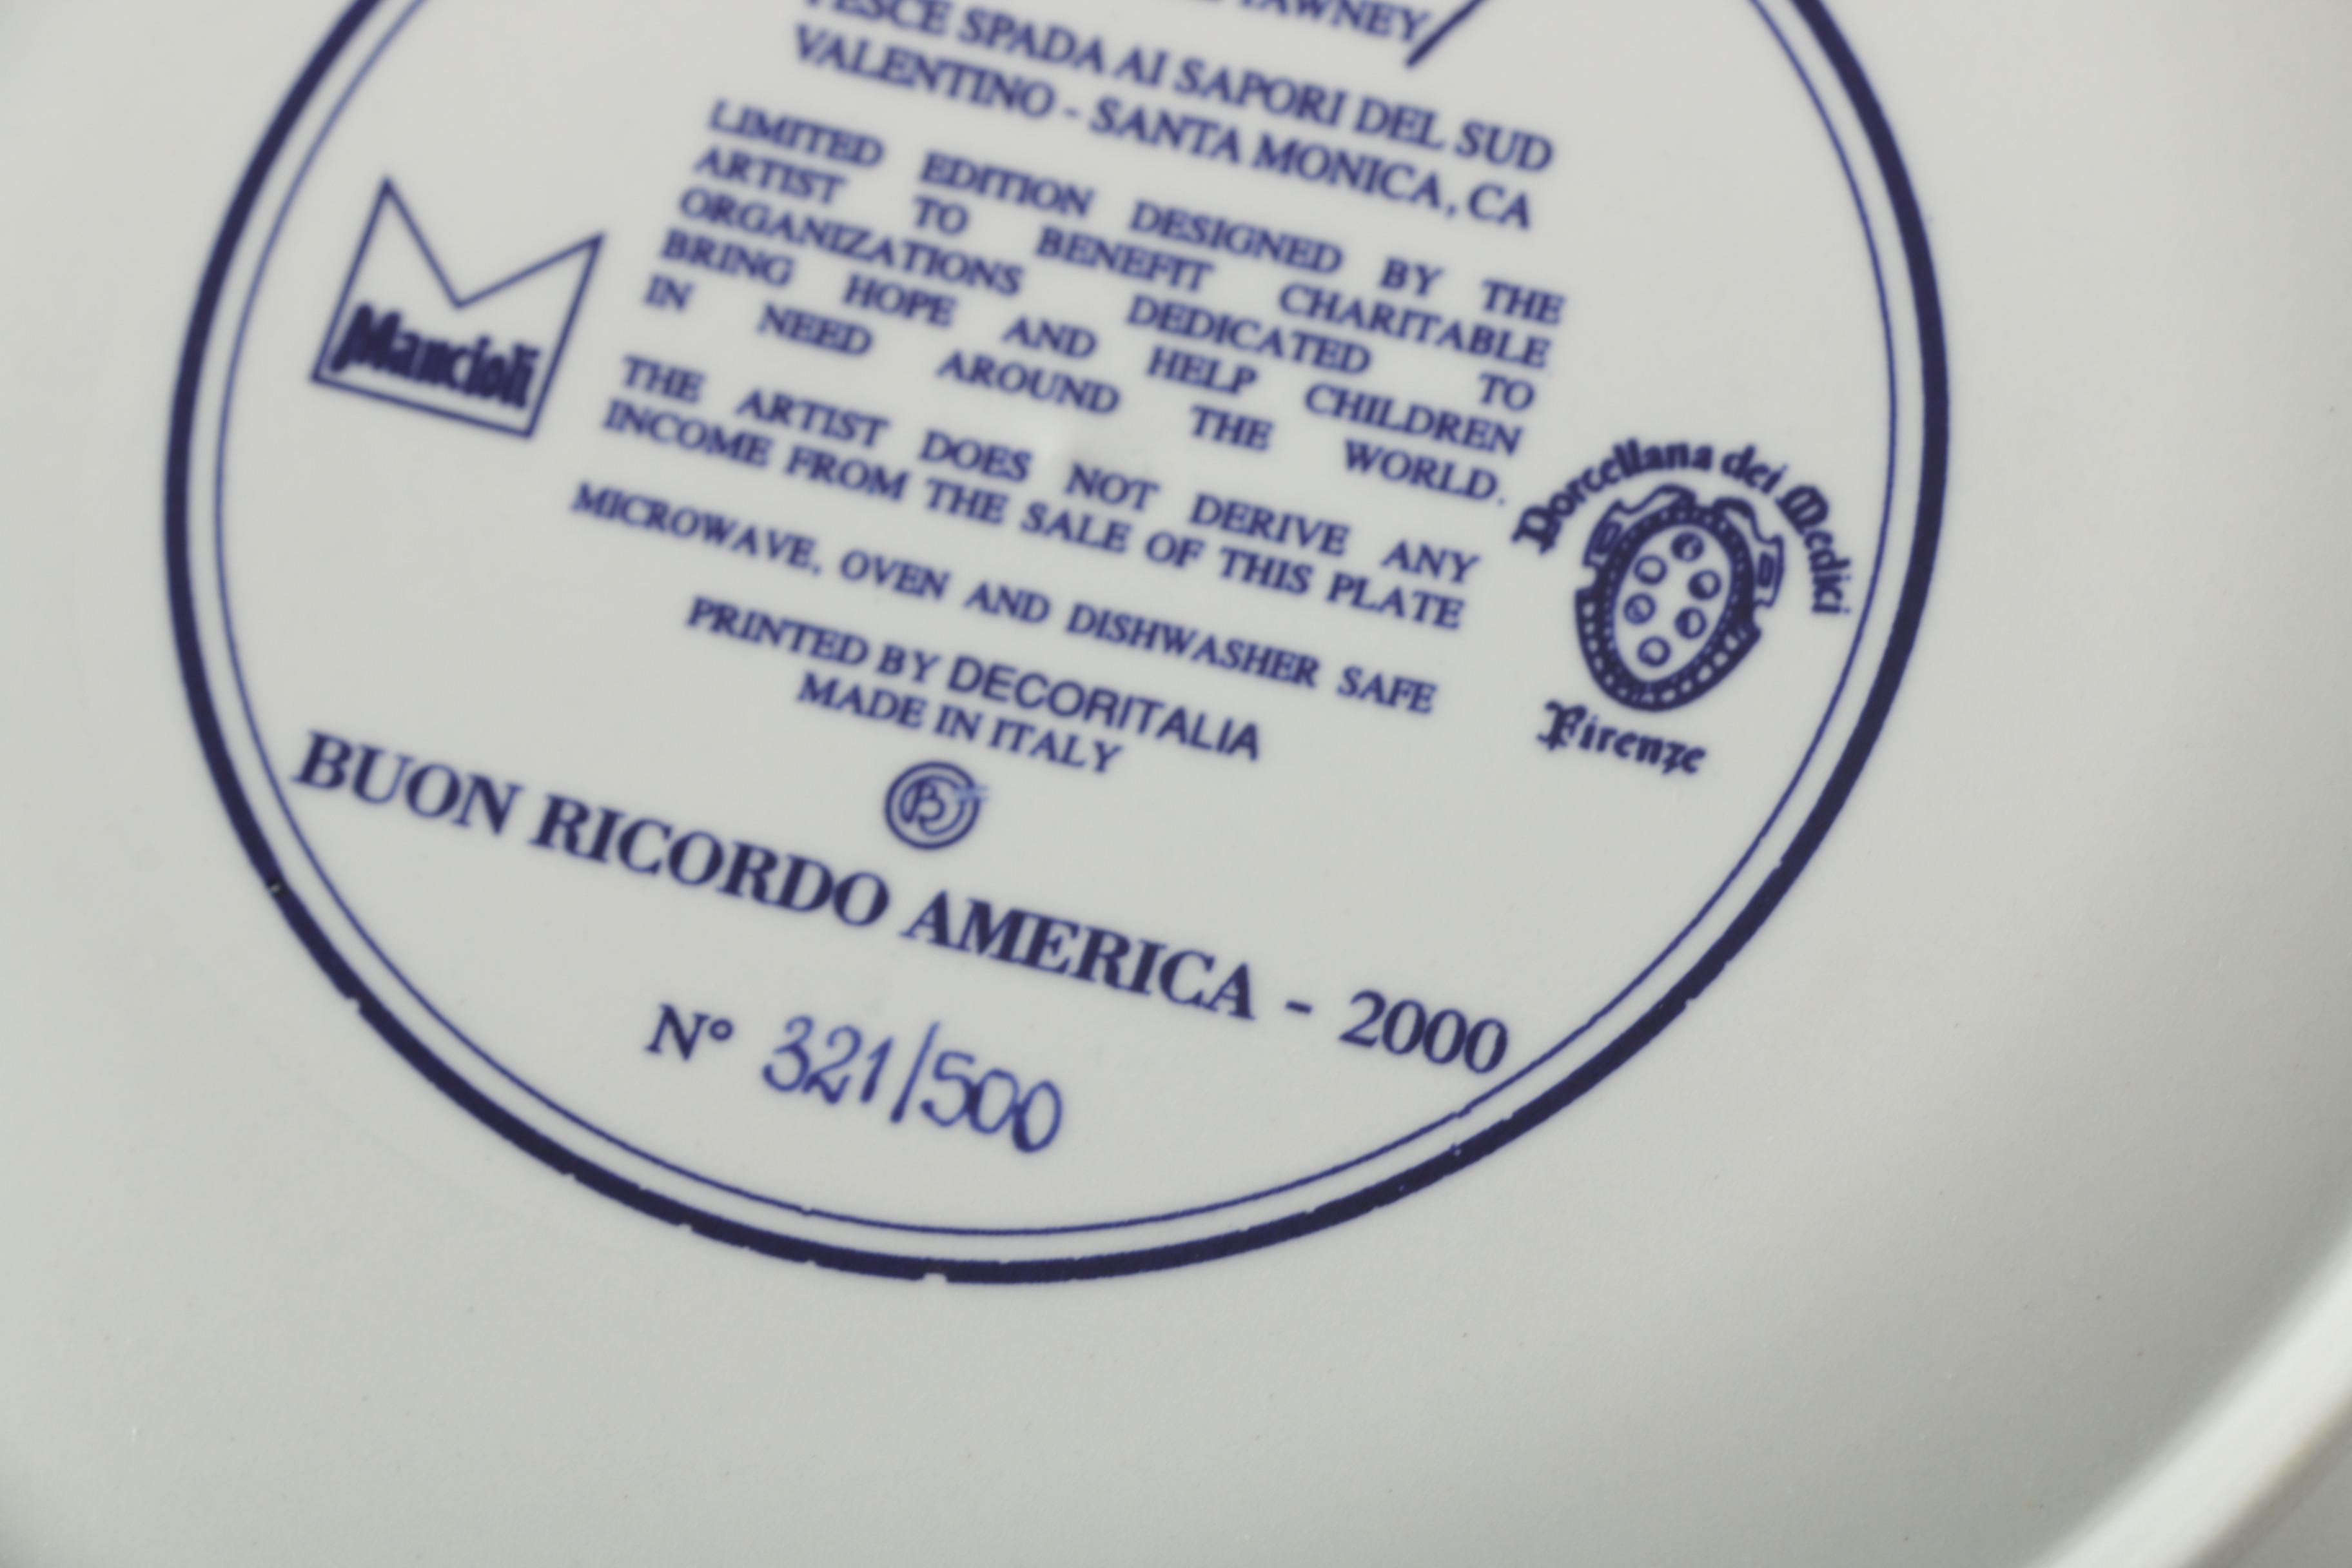 TAWNEY
PESCE SPADA AI SAPORI DEL SUD
VALENTINO - SANTA MONICA, CA
LIMITED EDITION DESIGNED BY THE
ARTIST TO BENEFIT CHARITABLE
ORGANIZATIONS DEDICATED TO
BRING HOPE AND HELP CHILDREN
IN NEED AROUND THE WORLD.
THE ARTIST DOES NOT DERIVE ANY
INCOME FROM THE SALE OF THIS PLATE
MICROWAVE, OVEN AND DISHWASHER SAFE
PRINTED BY DECORITALIA
MADE IN ITALY
Mancioli
Porcellana dei Medici
Firenze
BUON RICORDO AMERICA - 2000
N° 321/500